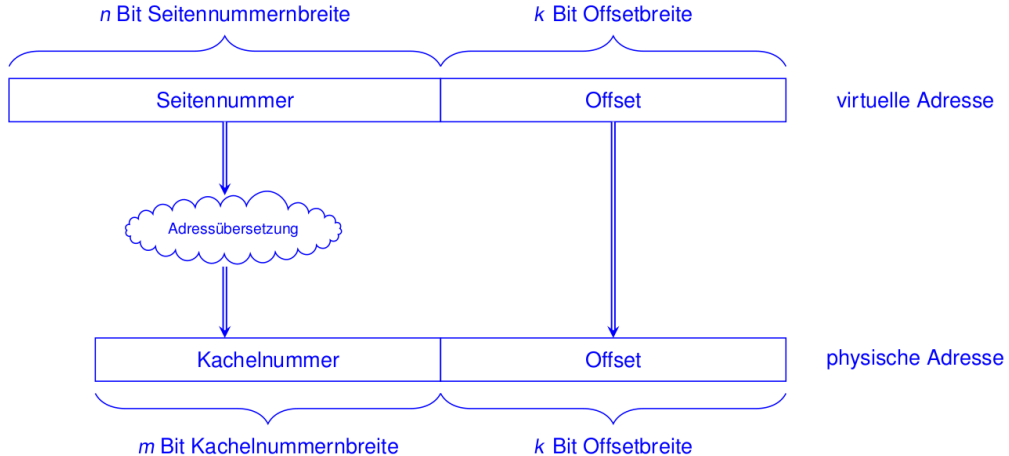 n Bit Seitennummernbreite
k Bit Offsetbreite
Seitennummer
Offset
virtuelle Adresse
Adressübersetzung
Kachelnummer
Offset
physische Adresse
m Bit Kachelnummernbreite
k Bit Offsetbreite